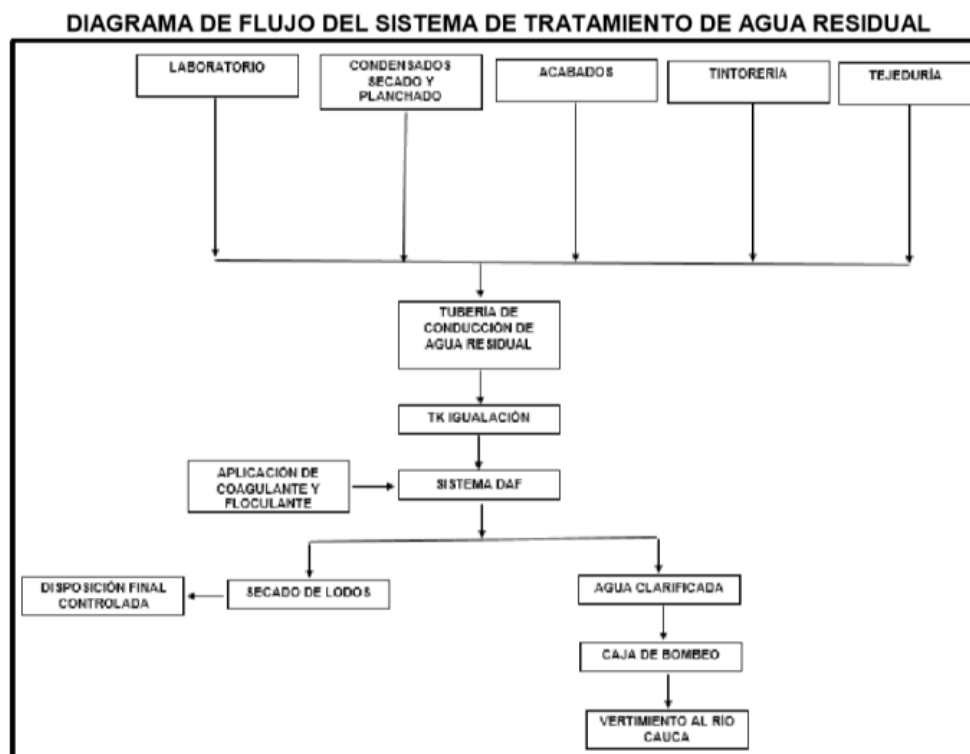 DIAGRAMA DE FLUJO DEL SISTEMA DE TRATAMIENTO DE AGUA RESIDUAL
LABORATORIO
CONDENSADOS
SECADO Y
PLANCHADO
ACABADOS
TINTORERÍA
TEJEDURÍA
TUBERÍA DE
CONDUCCIÓN DE
AGUA RESIDUAL
TK IGUALACIÓN
APLICACIÓN DE
COAGULANTE Y
FLOCULANTE
SISTEMA DAF
DISPOSICIÓN FINAL
CONTROLADA
SECADO DE LODOS
AGUA CLARIFICADA
CAJA DE BOMBEO
VERTIMIENTO AL RÍO
CAUCA